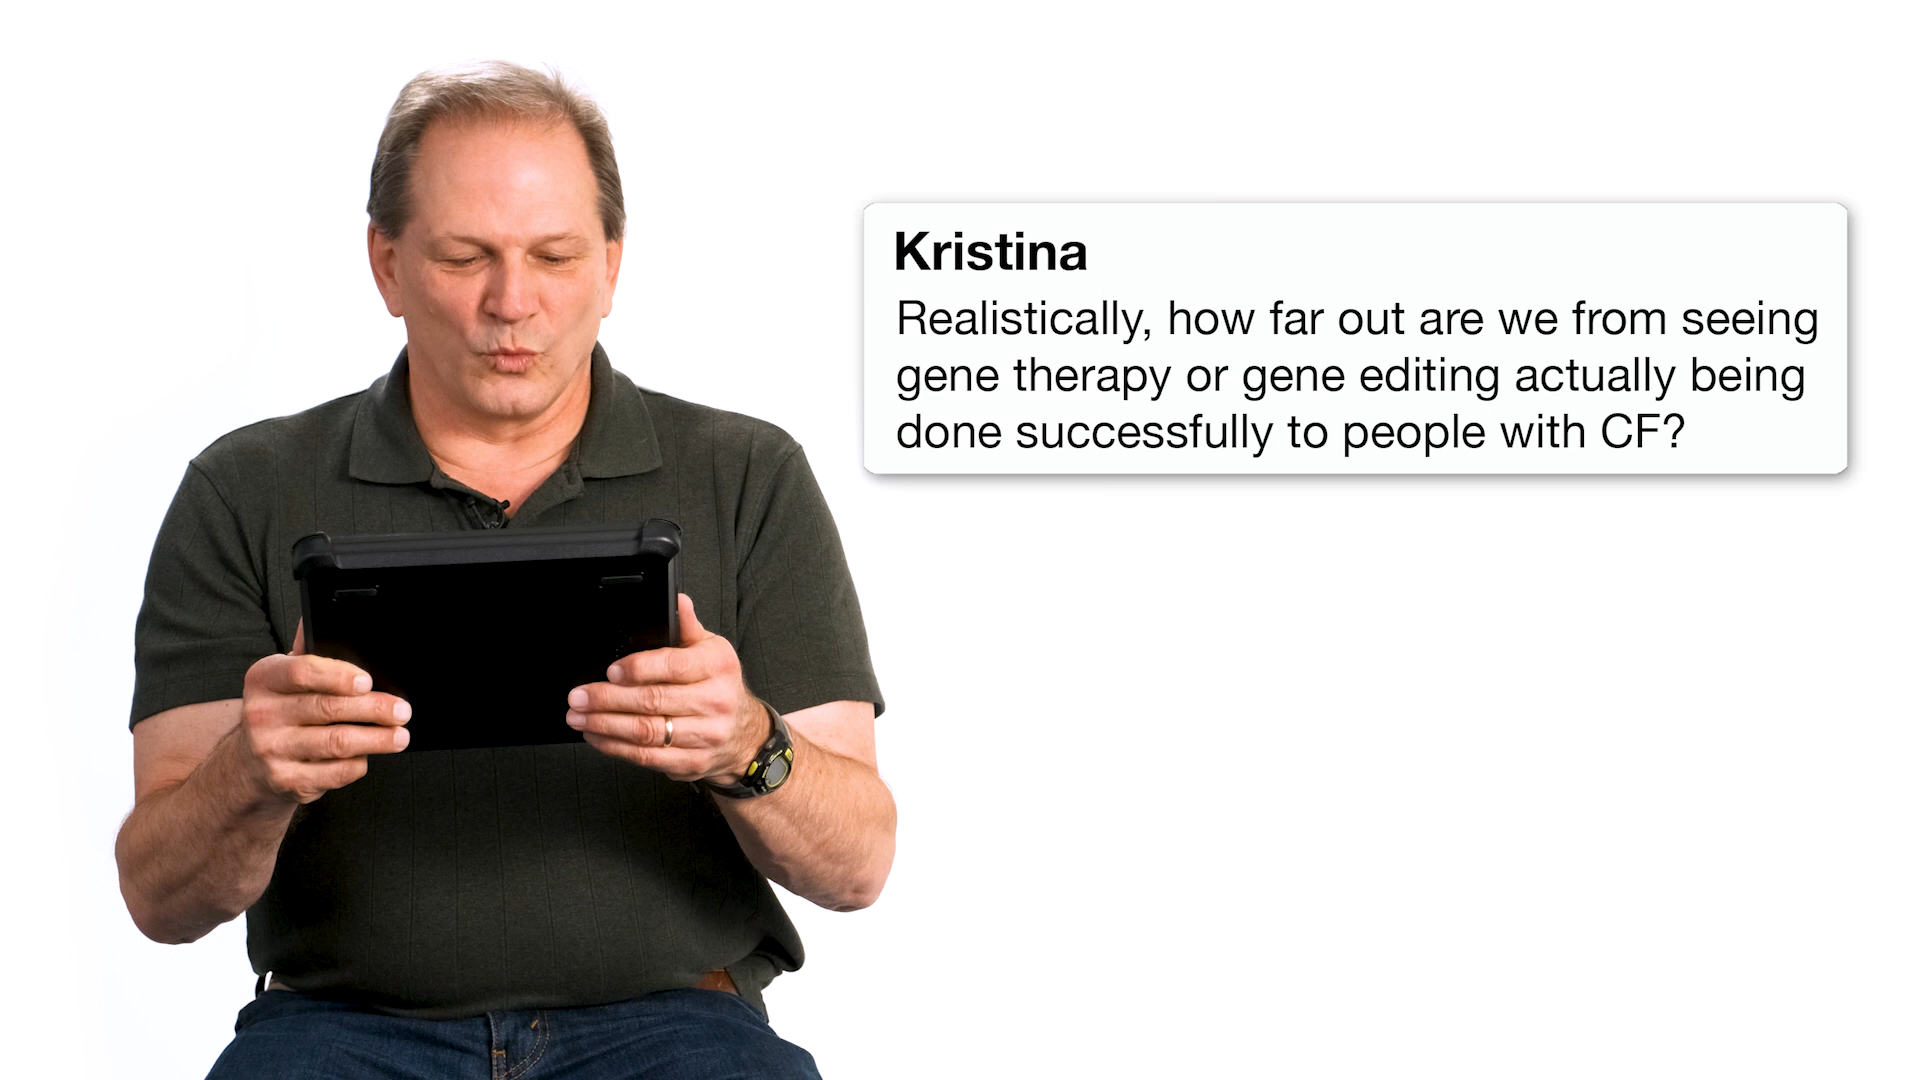 Kristina
Realistically, how far out are we from seeing
gene therapy or gene editing actually being
done successfully to people with CF?